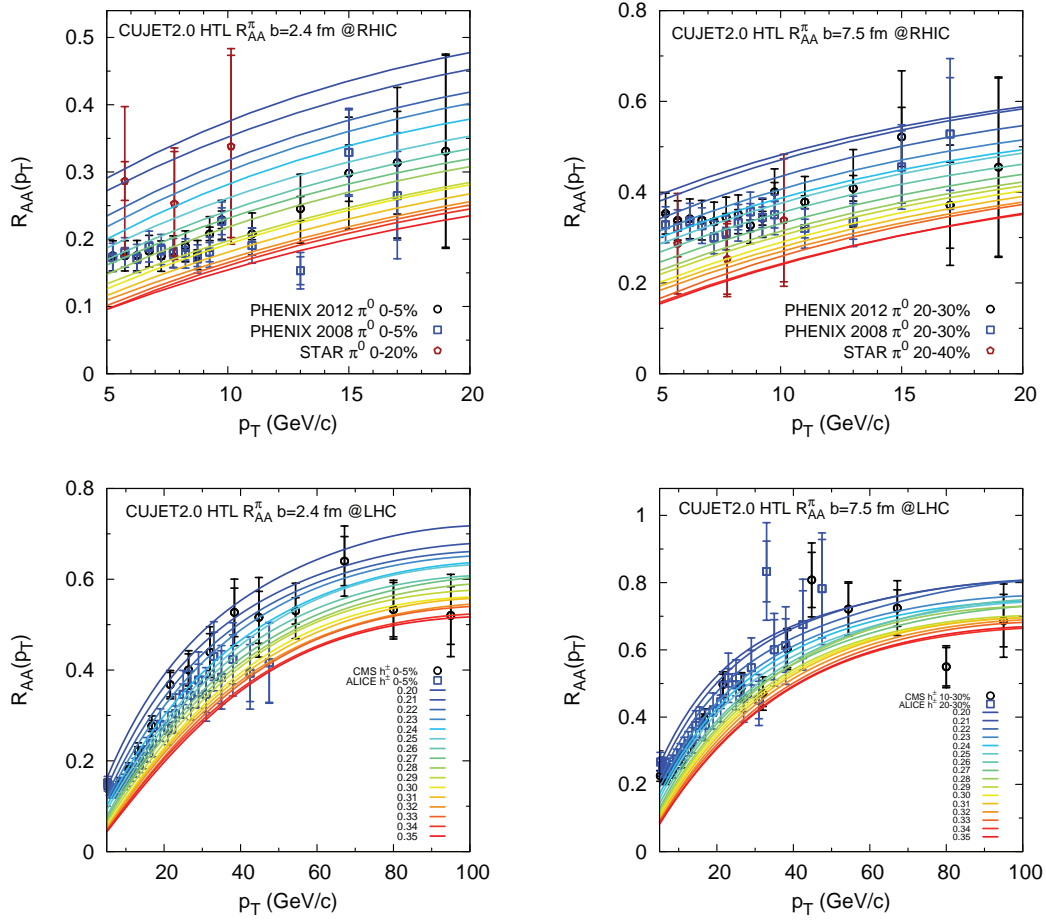 CUJET2.0 HTL R_AA^π b=2.4 fm @RHIC
0.5
0.4
0.3
0.2
0.1
0
R_AA(p_T)
PHENIX 2012 π^0 0-5%
PHENIX 2008 π^0 0-5%
STAR π^0 0-20%
5 10 15 20
p_T (GeV/c)
CUJET2.0 HTL R_AA^π b=7.5 fm @RHIC
0.8
0.6
0.4
0.2
0
R_AA(p_T)
PHENIX 2012 π^0 20-30%
PHENIX 2008 π^0 20-30%
STAR π^0 20-40%
5 10 15 20
p_T (GeV/c)
CUJET2.0 HTL R_AA^π b=2.4 fm @LHC
0.8
0.6
0.4
0.2
0
R_AA(p_T)
CMS h^± 0-5%
ALICE h^± 0-5%
0.20
0.21
0.22
0.23
0.24
0.25
0.26
0.27
0.28
0.29
0.30
0.31
0.32
0.33
0.34
0.35
20 40 60 80 100
p_T (GeV/c)
CUJET2.0 HTL R_AA^π b=7.5 fm @LHC
1
0.8
0.6
0.4
0.2
0
R_AA(p_T)
CMS h^± 10-30%
ALICE h^± 20-30%
0.20
0.21
0.22
0.23
0.24
0.25
0.26
0.27
0.28
0.29
0.30
0.31
0.32
0.33
0.34
0.35
20 40 60 80 100
p_T (GeV/c)